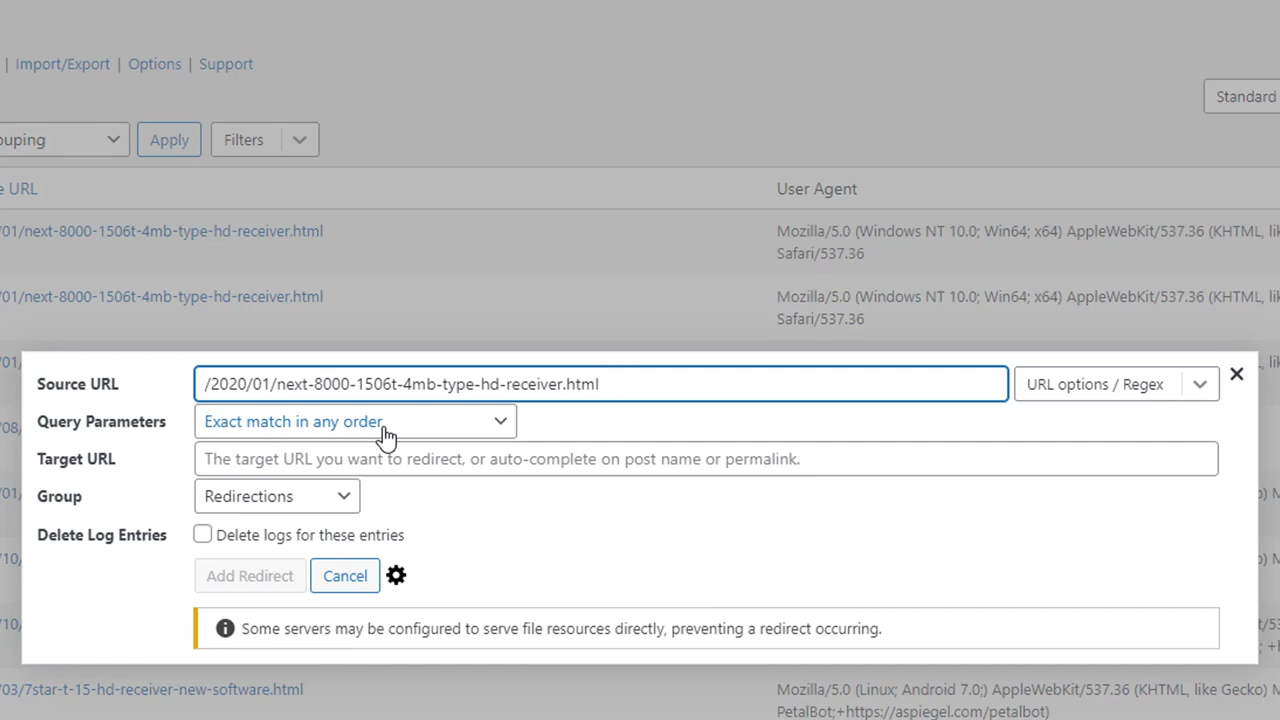 | Import/Export | Options | Support
Standard
ouping Apply Filters
e URL User Agent
/01/next-8000-1506t-4mb-type-hd-receiver.html Mozilla/5.0 (Windows NT 10.0; Win64; x64) AppleWebKit/537.36 (KHTML, lik
Safari/537.36
/01/next-8000-1506t-4mb-type-hd-receiver.html Mozilla/5.0 (Windows NT 10.0; Win64; x64) AppleWebKit/537.36 (KHTML, lik
Safari/537.36
Source URL /2020/01/next-8000-1506t-4mb-type-hd-receiver.html URL options / Regex
Query Parameters Exact match in any order
Target URL The target URL you want to redirect, or auto-complete on post name or permalink.
Group Redirections
Delete Log Entries Delete logs for these entries
Add Redirect Cancel
Some servers may be configured to serve file resources directly, preventing a redirect occurring.
/03/7star-t-15-hd-receiver-new-software.html Mozilla/5.0 (Linux; Android 7.0;) AppleWebKit/537.36 (KHTML, like Gecko) M
PetalBot;+https://aspiegel.com/petalbot)